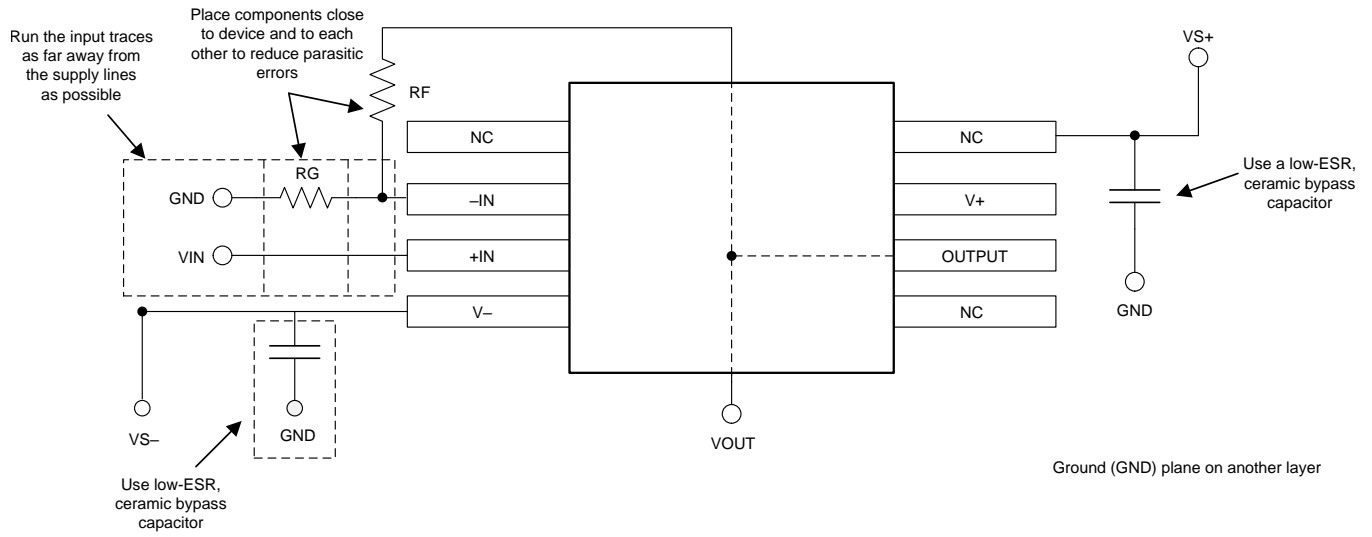 Place components close
to device and to each
other to reduce parasitic
errors
Run the input traces
as far away from
the supply lines
as possible
VS+
RF
NC
NC
Use a low-ESR,
ceramic bypass
capacitor
RG
GND
–IN
V+
VIN
+IN
OUTPUT
V–
NC
GND
VS–
GND
VOUT
Use low-ESR,
ceramic bypass
capacitor
Ground (GND) plane on another layer